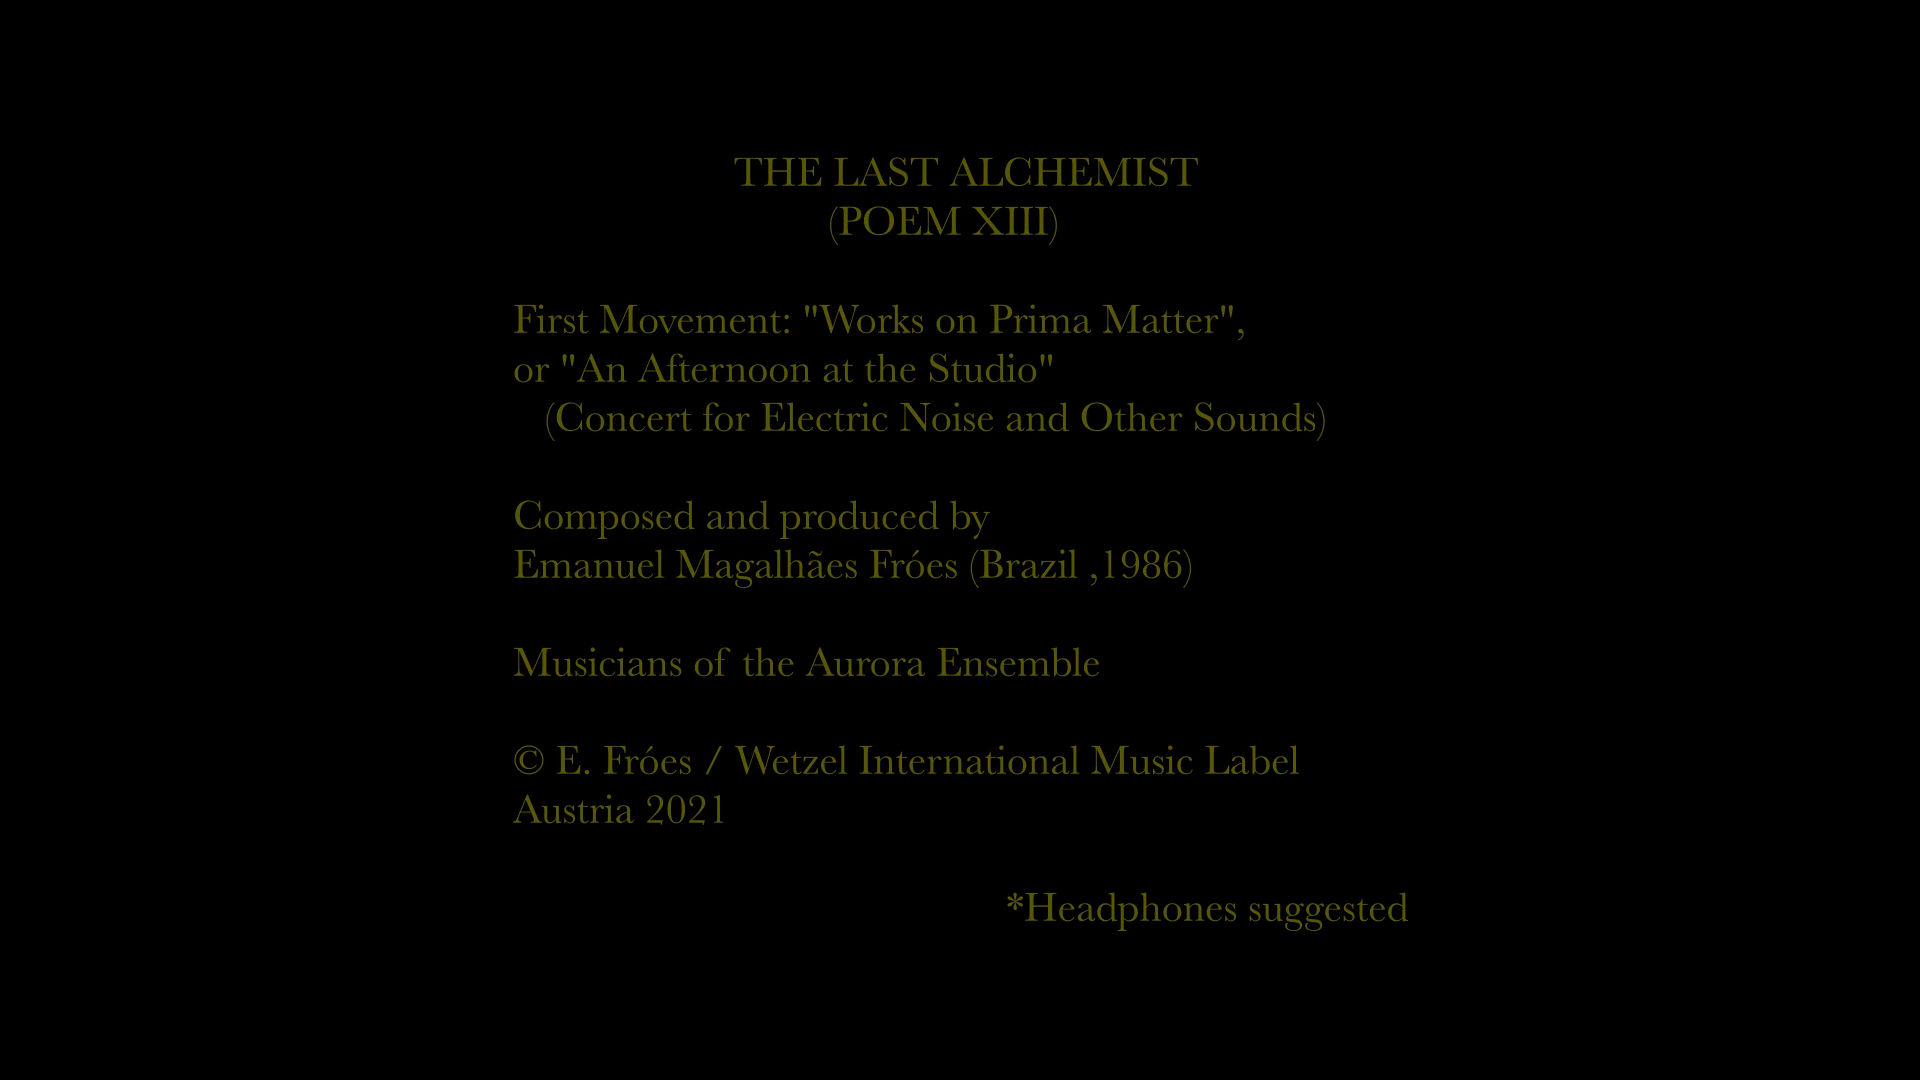 THE LAST ALCHEMIST
(POEM XIII)
First Movement: "Works on Prima Matter",
or "An Afternoon at the Studio"
(Concert for Electric Noise and Other Sounds)
Composed and produced by
Emanuel Magalhães Fróes (Brazil ,1986)
Musicians of the Aurora Ensemble
© E. Fróes / Wetzel International Music Label
Austria 2021
*Headphones suggested